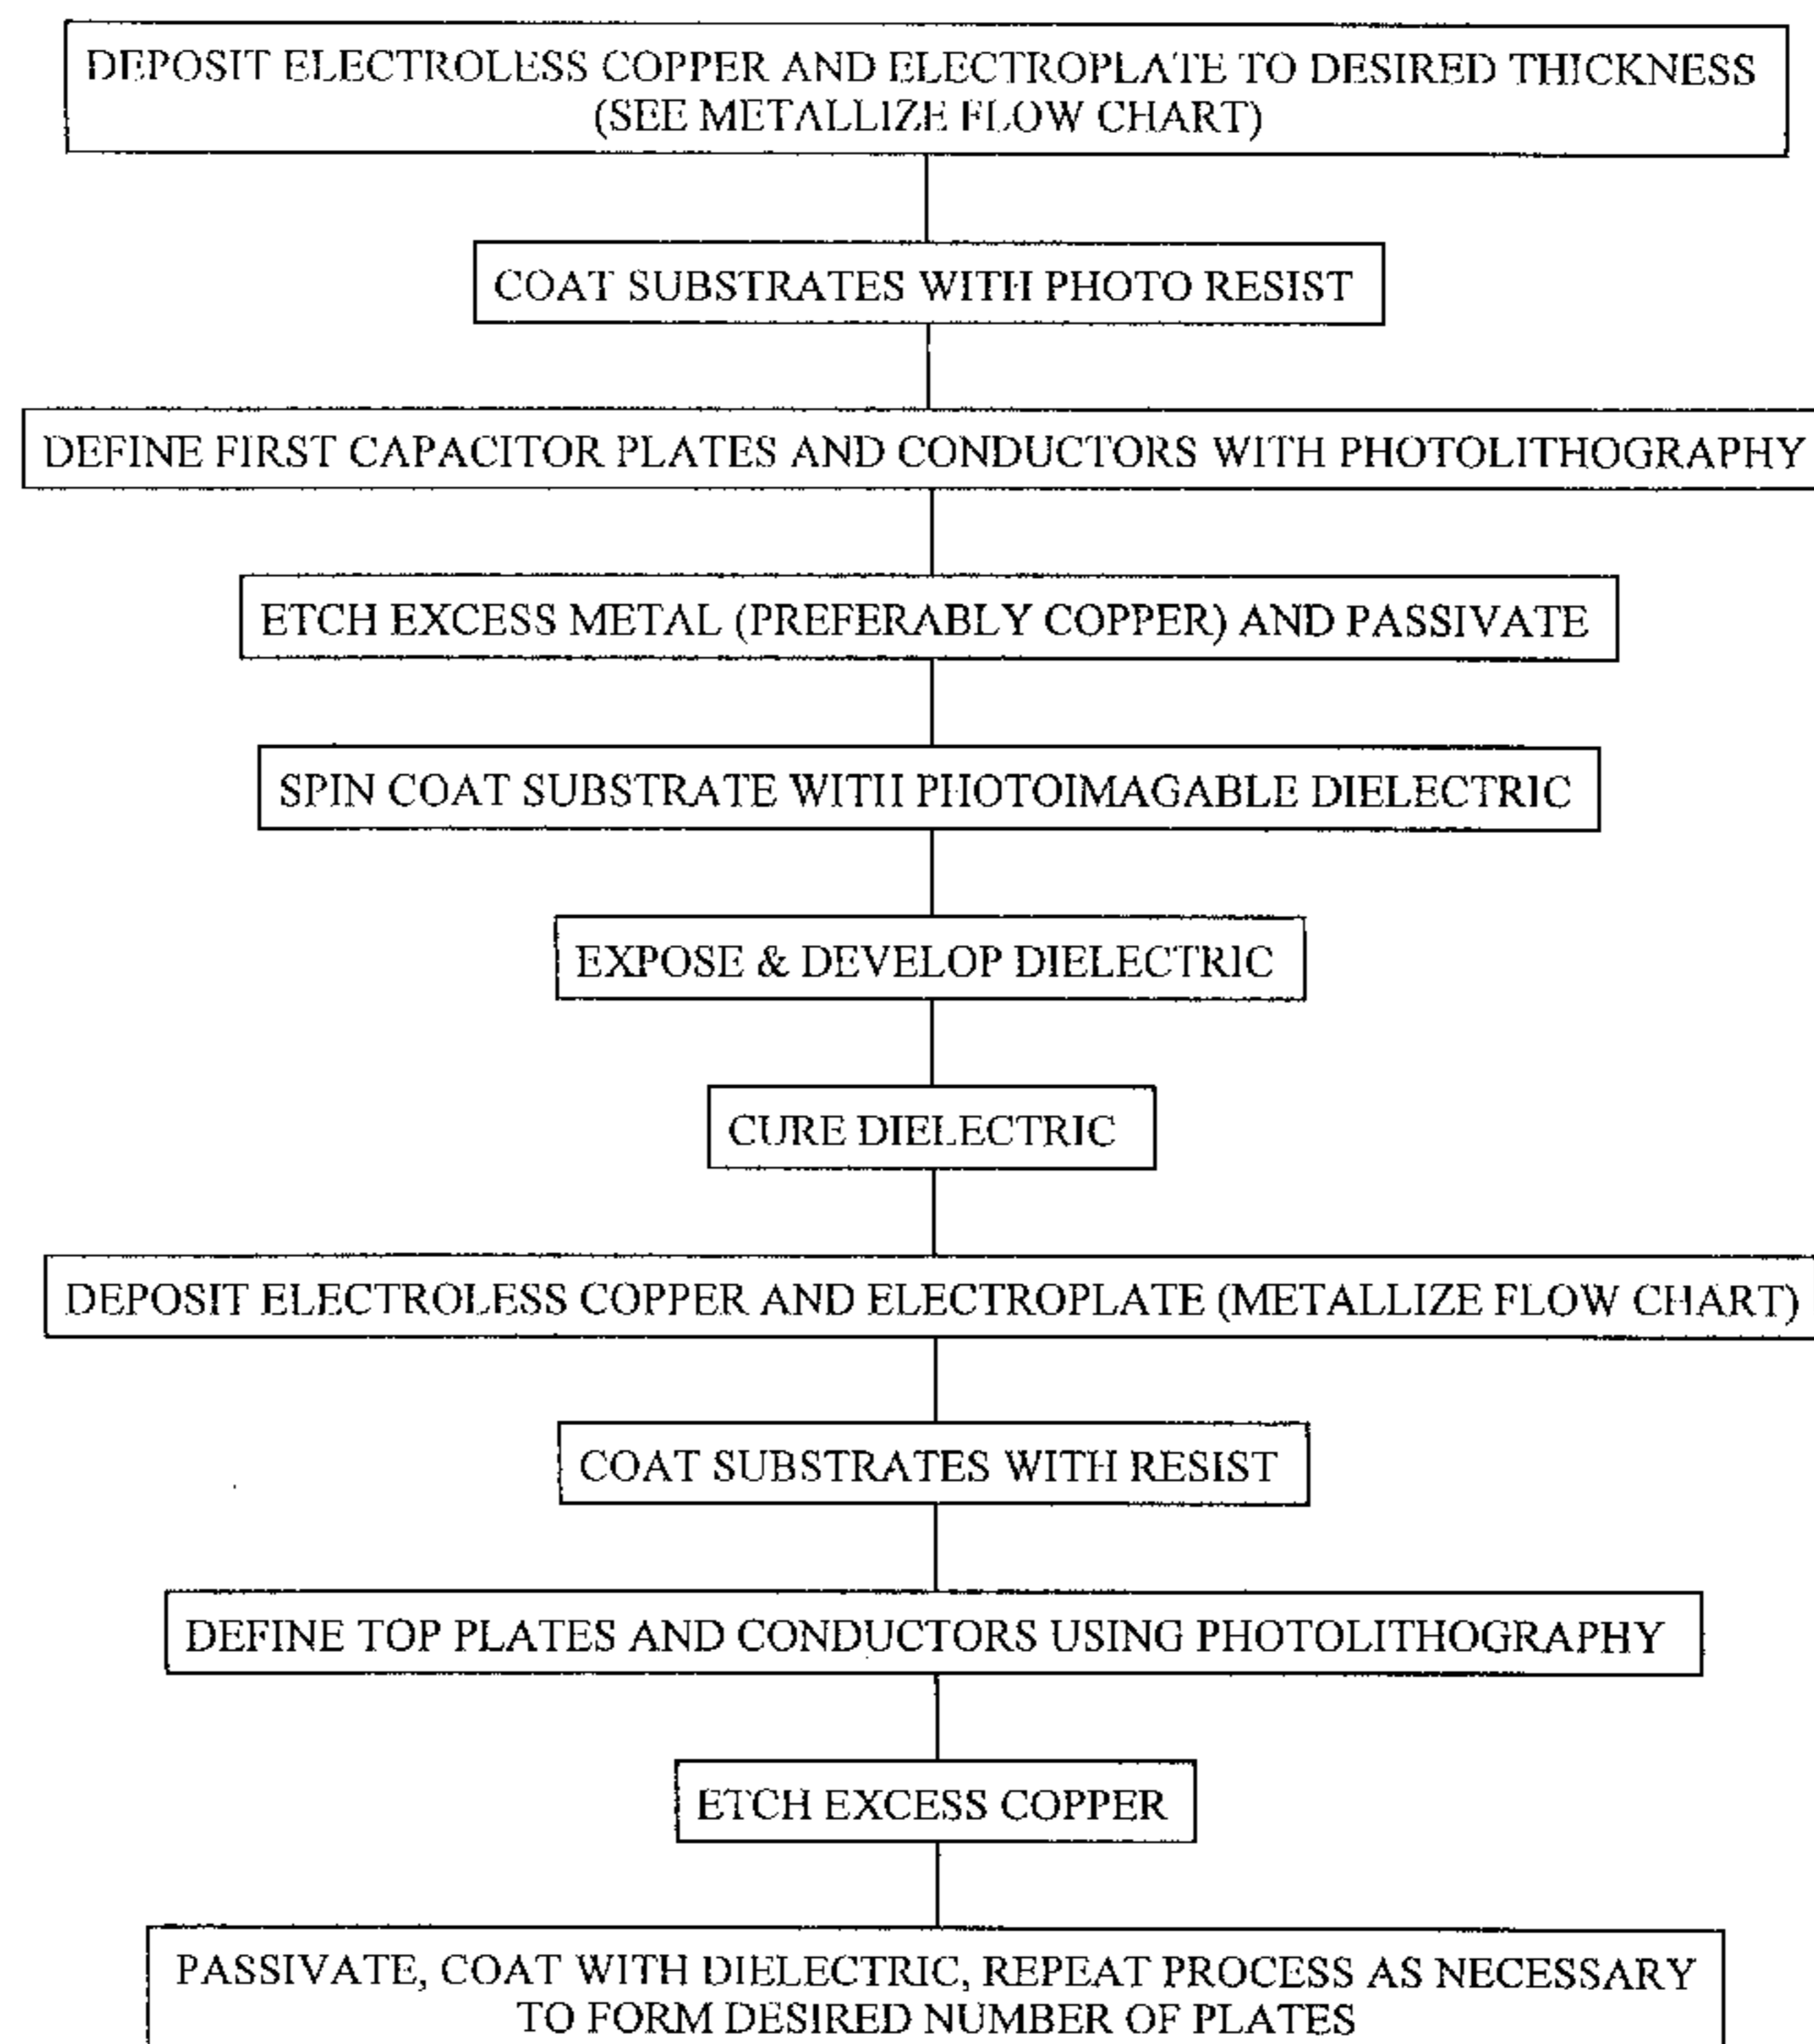 DEPOSIT ELECTROLESS COPPER AND ELECTROPLATE TO DESIRED THICKNESS
(SEE METALLIZE FLOW CHART)
COAT SUBSTRATES WITH PHOTO RESIST
DEFINE FIRST CAPACITOR PLATES AND CONDUCTORS WITH PHOTOLITHOGRAPHY
ETCH EXCESS METAL (PREFERABLY COPPER) AND PASSIVATE
SPIN COAT SUBSTRATE WITH PHOTOIMAGABLE DIELECTRIC
EXPOSE & DEVELOP DIELECTRIC
CURE DIELECTRIC
DEPOSIT ELECTROLESS COPPER AND ELECTROPLATE (METALLIZE FLOW CHART)
COAT SUBSTRATES WITH RESIST
DEFINE TOP PLATES AND CONDUCTORS USING PHOTOLITHOGRAPHY
ETCH EXCESS COPPER
PASSIVATE, COAT WITH DIELECTRIC, REPEAT PROCESS AS NECESSARY
TO FORM DESIRED NUMBER OF PLATES